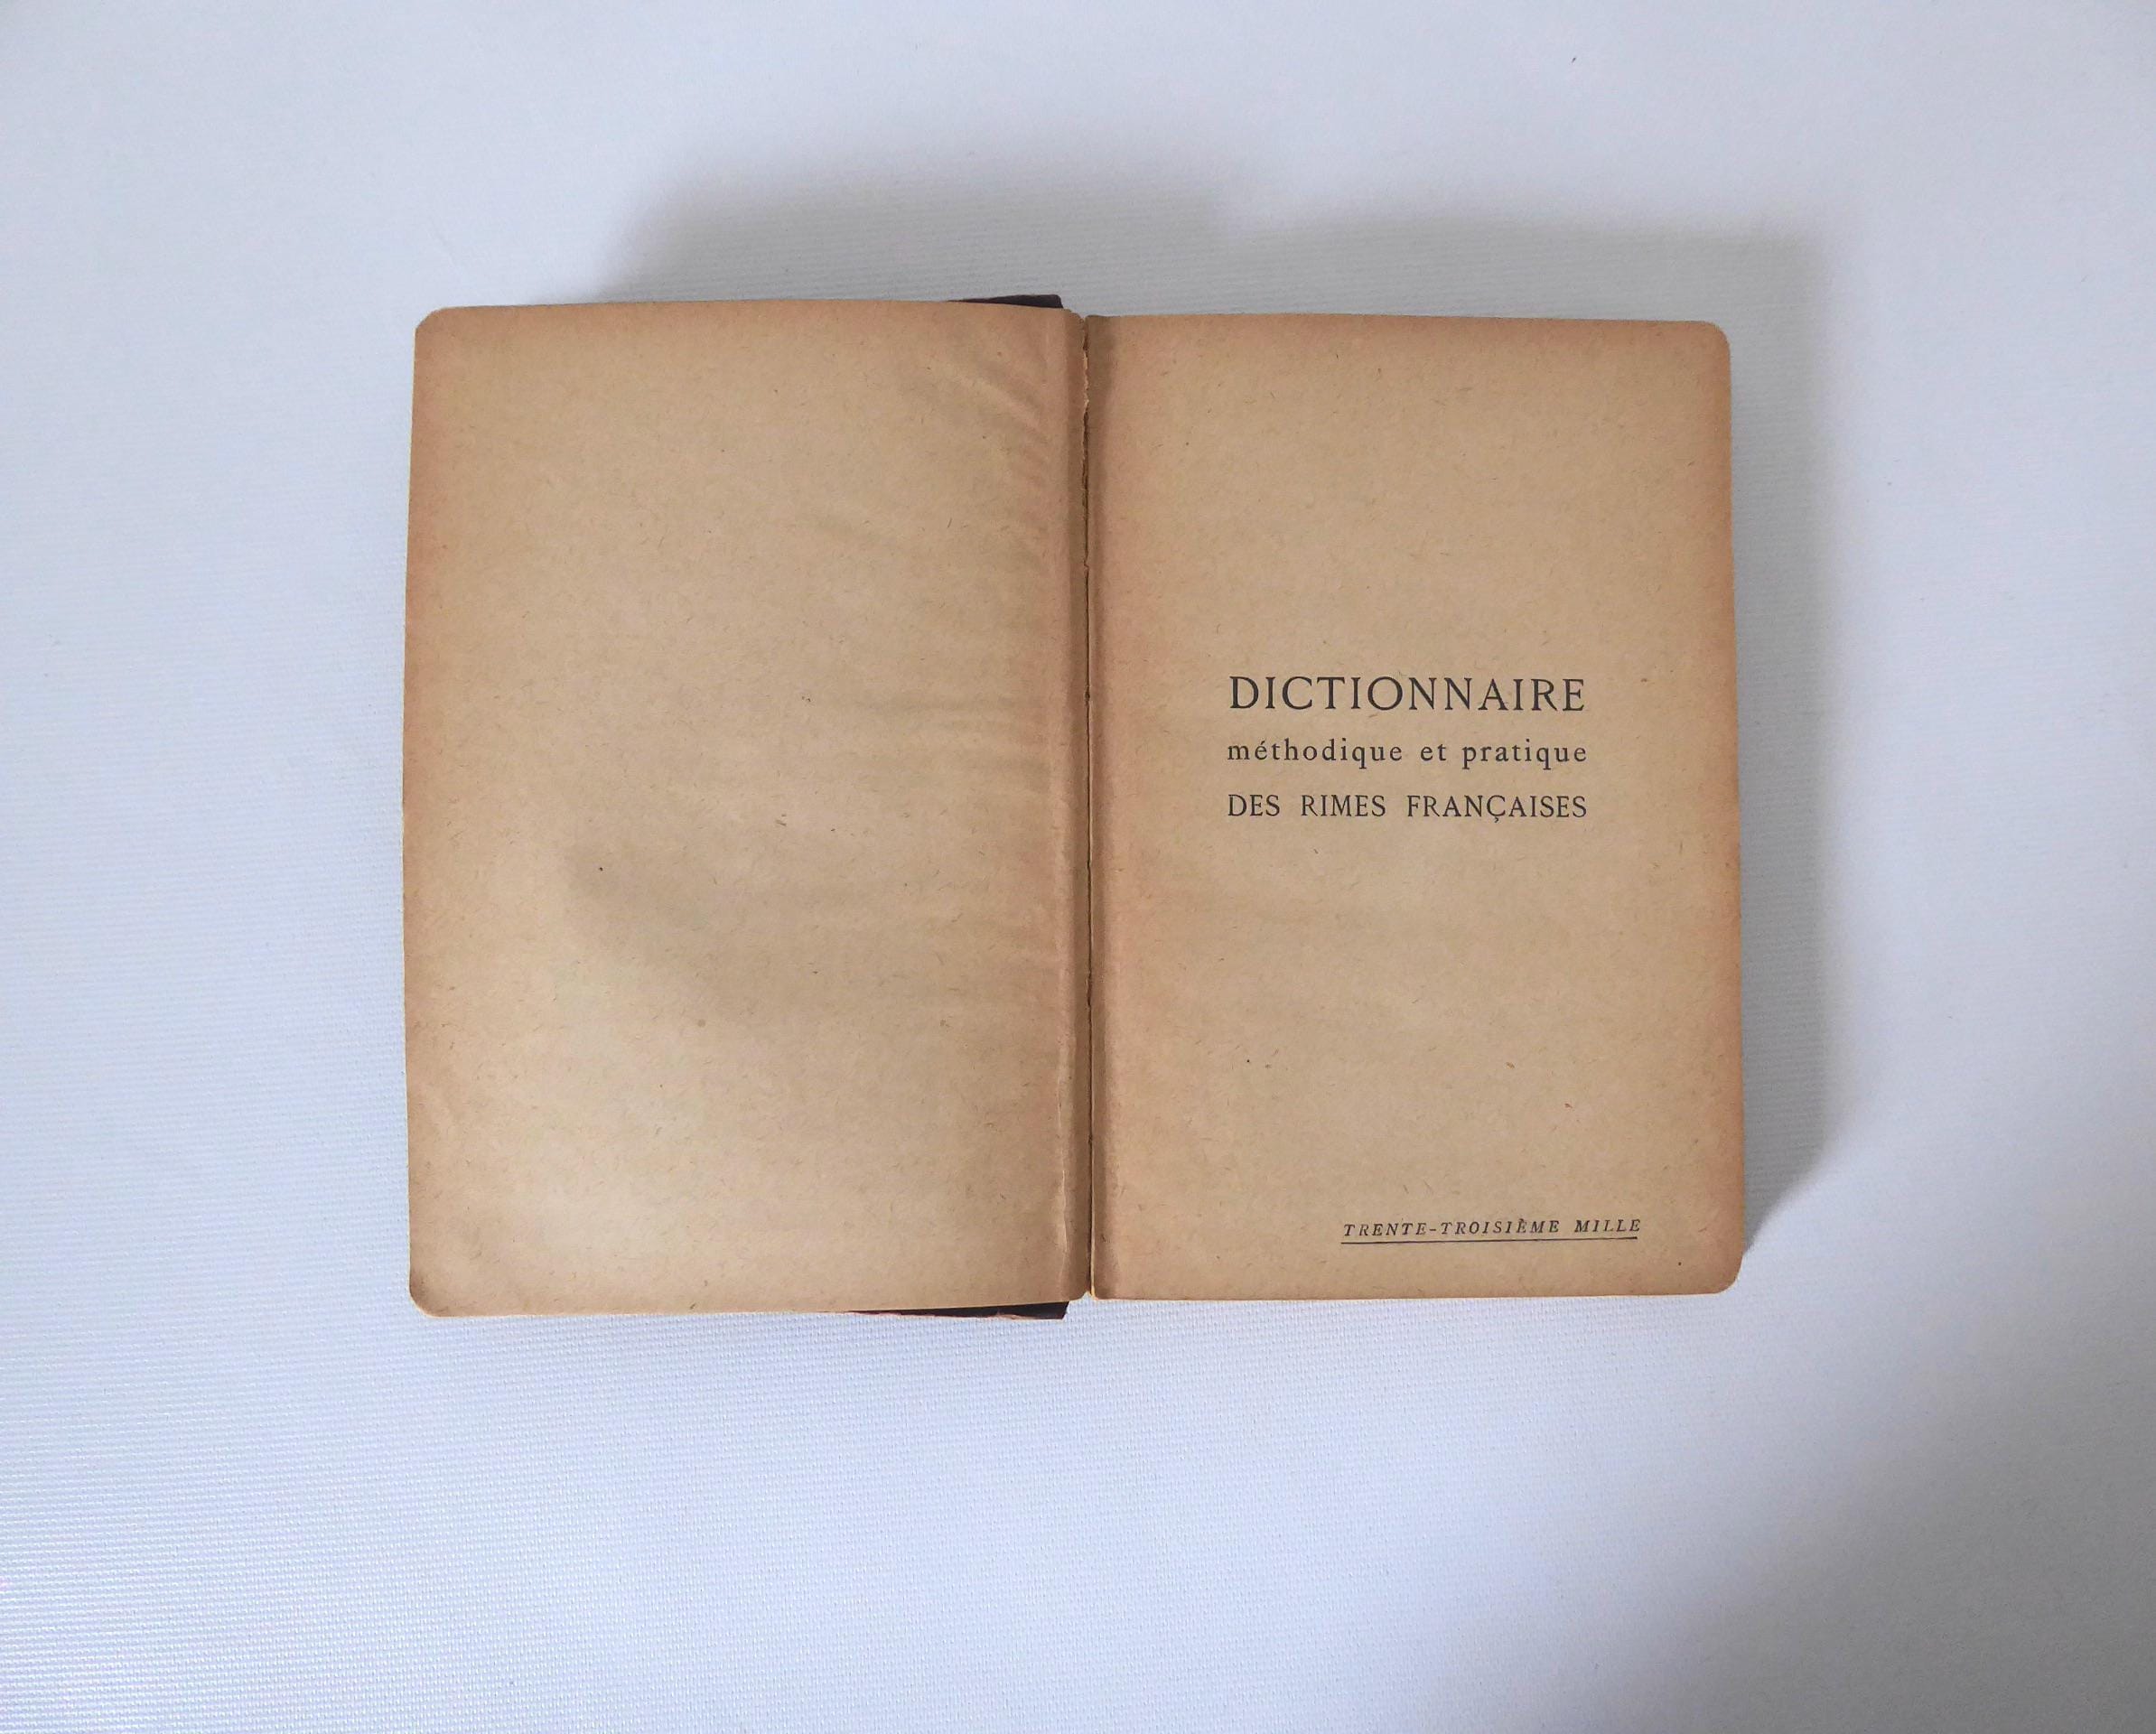 DICTIONNAIRE
méthodique et pratique
DES RIMES FRANÇAISES
TRENTE-TROISIÈME MILLE